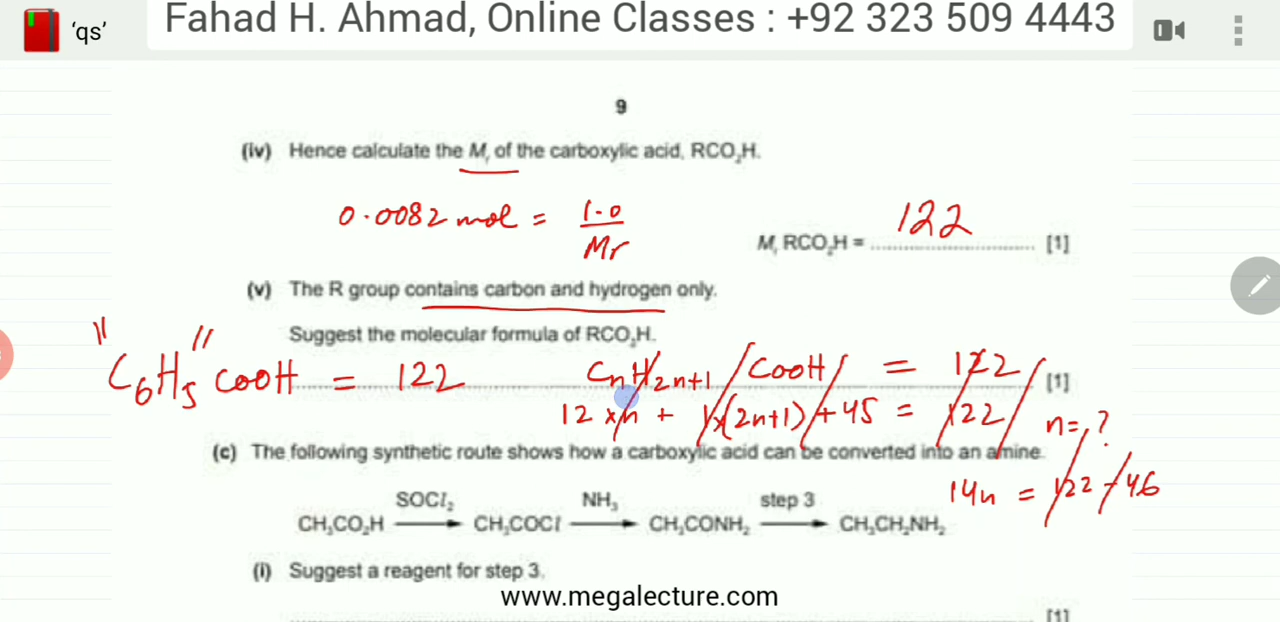 ‘qs’
Fahad H. Ahmad, Online Classes : +92 323 509 4443
9
(iv) Hence calculate the Mᵣ of the carboxylic acid, RCO₂H.
0.0082 mol = 1.0 / Mr
122
Mᵣ RCO₂H = ........................................ [1]
(v) The R group contains carbon and hydrogen only.
Suggest the molecular formula of RCO₂H.
"C₆H₅" COOH = 122
CnH2n+1 COOH = 122 [1]
12 × n + 1×(2n+1) + 45 = 122 n = ?
(c) The following synthetic route shows how a carboxylic acid can be converted into an amine.
14n = 122 - 46
SOCl₂ NH₃ step 3
CH₃CO₂H → CH₃COCl → CH₃CONH₂ → CH₃CH₂NH₂
(i) Suggest a reagent for step 3.
www.megalecture.com
[1]